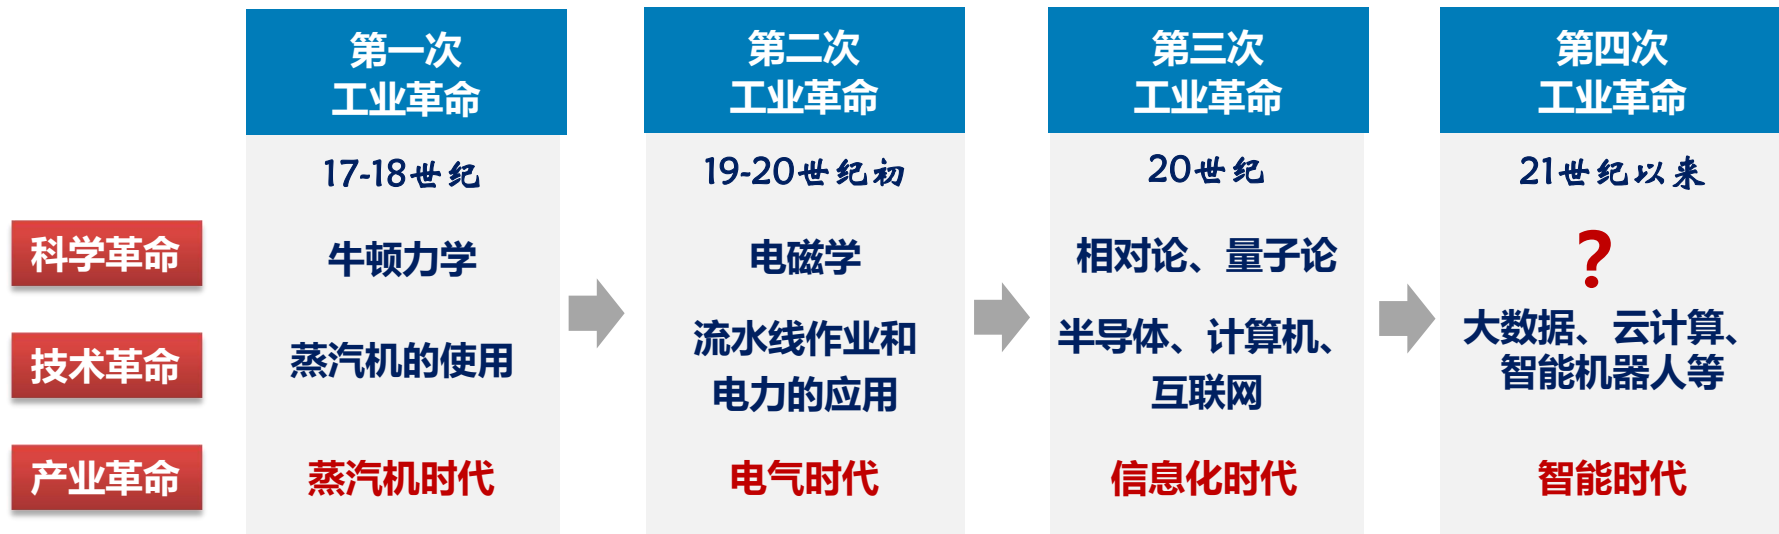 第一次
工业革命
第二次
工业革命
第三次
工业革命
第四次
工业革命
17-18世纪
19-20世纪初
20世纪
21世纪以来
科学革命
牛顿力学
电磁学
相对论、量子论
?
技术革命
蒸汽机的使用
流水线作业和
电力的应用
半导体、计算机、
互联网
大数据、云计算、
智能机器人等
产业革命
蒸汽机时代
电气时代
信息化时代
智能时代